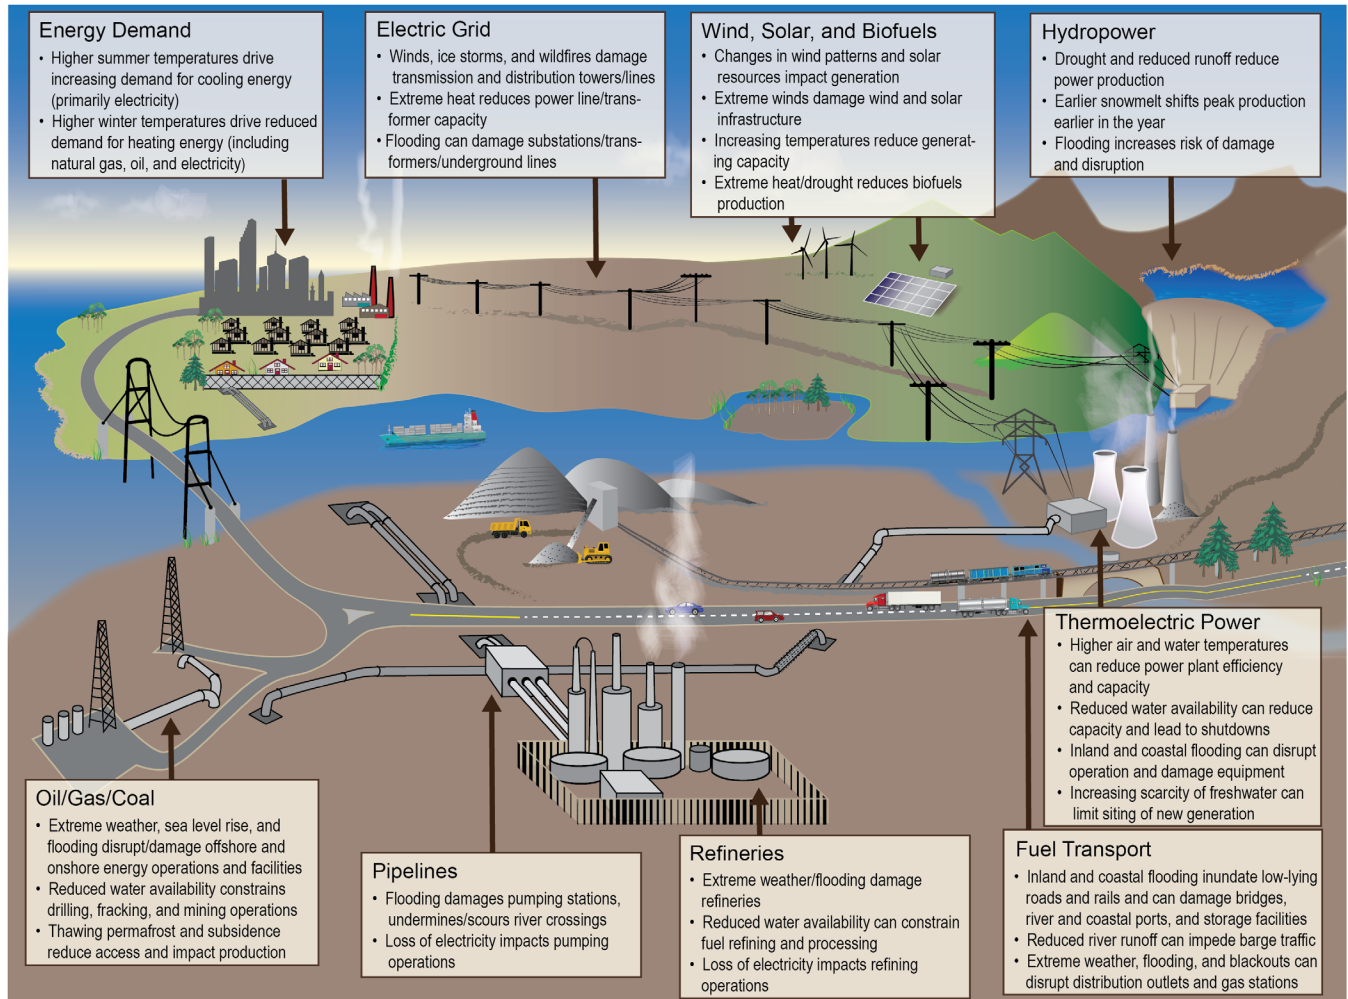 Energy Demand
• Higher summer temperatures drive
increasing demand for cooling energy
(primarily electricity)
• Higher winter temperatures drive reduced
demand for heating energy (including
natural gas, oil, and electricity)
Electric Grid
• Winds, ice storms, and wildfires damage
transmission and distribution towers/lines
• Extreme heat reduces power line/trans-
former capacity
• Flooding can damage substations/trans-
formers/underground lines
Wind, Solar, and Biofuels
• Changes in wind patterns and solar
resources impact generation
• Extreme winds damage wind and solar
infrastructure
• Increasing temperatures reduce generat-
ing capacity
• Extreme heat/drought reduces biofuels
production
Hydropower
• Drought and reduced runoff reduce
power production
• Earlier snowmelt shifts peak production
earlier in the year
• Flooding increases risk of damage
and disruption
Thermoelectric Power
• Higher air and water temperatures
can reduce power plant efficiency
and capacity
• Reduced water availability can reduce
capacity and lead to shutdowns
• Inland and coastal flooding can disrupt
operation and damage equipment
• Increasing scarcity of freshwater can
limit siting of new generation
Oil/Gas/Coal
• Extreme weather, sea level rise, and
flooding disrupt/damage offshore and
onshore energy operations and facilities
• Reduced water availability constrains
drilling, fracking, and mining operations
• Thawing permafrost and subsidence
reduce access and impact production
Pipelines
• Flooding damages pumping stations,
undermines/scours river crossings
• Loss of electricity impacts pumping
operations
Refineries
• Extreme weather/flooding damage
refineries
• Reduced water availability can constrain
fuel refining and processing
• Loss of electricity impacts refining
operations
Fuel Transport
• Inland and coastal flooding inundate low-lying
roads and rails and can damage bridges,
river and coastal ports, and storage facilities
• Reduced river runoff can impede barge traffic
• Extreme weather, flooding, and blackouts can
disrupt distribution outlets and gas stations